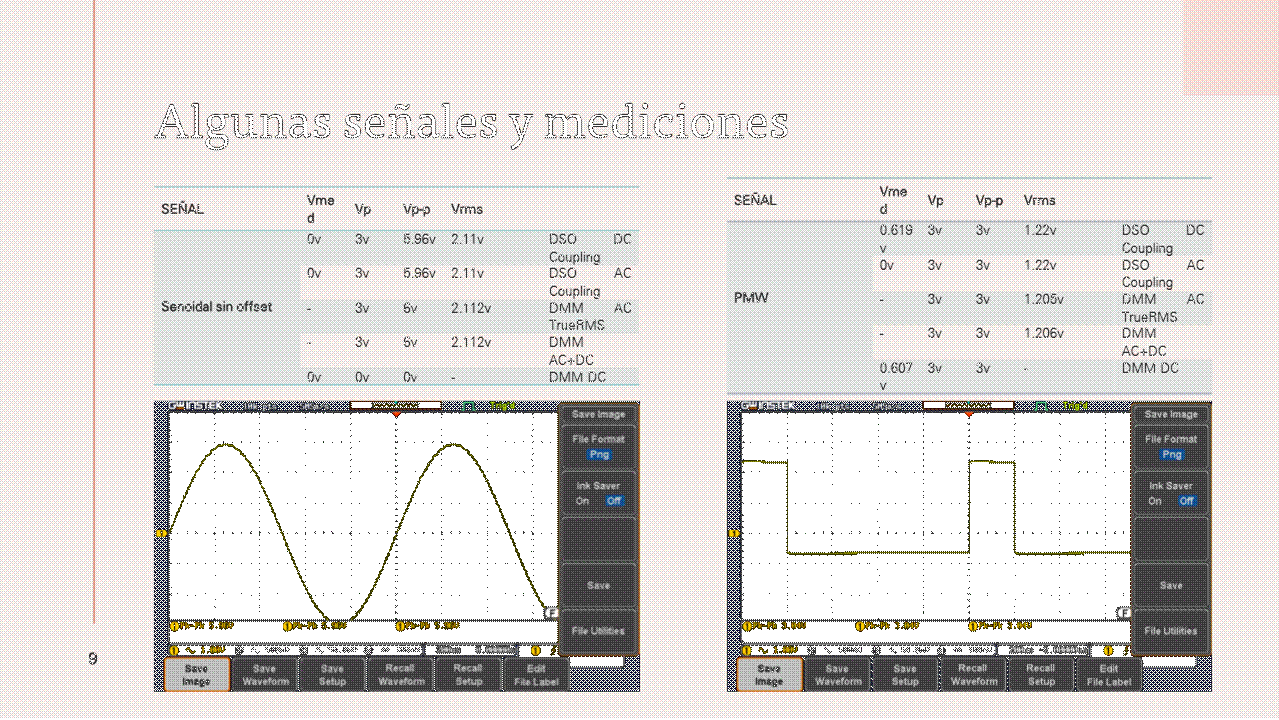 Algunas señales y mediciones
SEÑAL Vme Vp Vp-p Vrms
d
0v 3v 5.96v 2.11v DSO DC
Coupling
0v 3v 5.96v 2.11v DSO AC
Coupling
Senoidal sin offset - 3v 6v 2.112v DMM AC
TrueRMS
- 3v 6v 2.112v DMM
AC+DC
0v 0v 0v - DMM DC
SEÑAL Vme Vp Vp-p Vrms
d
0.619 3v 3v 1.22v DSO DC
v Coupling
0v 3v 3v 1.22v DSO AC
Coupling
PMW - 3v 3v 1.205v DMM AC
TrueRMS
- 3v 3v 1.206v DMM
AC+DC
0.607 3v 3v - DMM DC
v
GW INSTEK
Save Image
File Format
Png
Ink Saver
On Off
Save
File Utilities
Save Image
Save Waveform
Save Setup
Recall Waveform
Recall Setup
Edit File Label
GW INSTEK
Save Image
File Format
Png
Ink Saver
On Off
Save
File Utilities
Save Image
Save Waveform
Save Setup
Recall Waveform
Recall Setup
Edit File Label
9